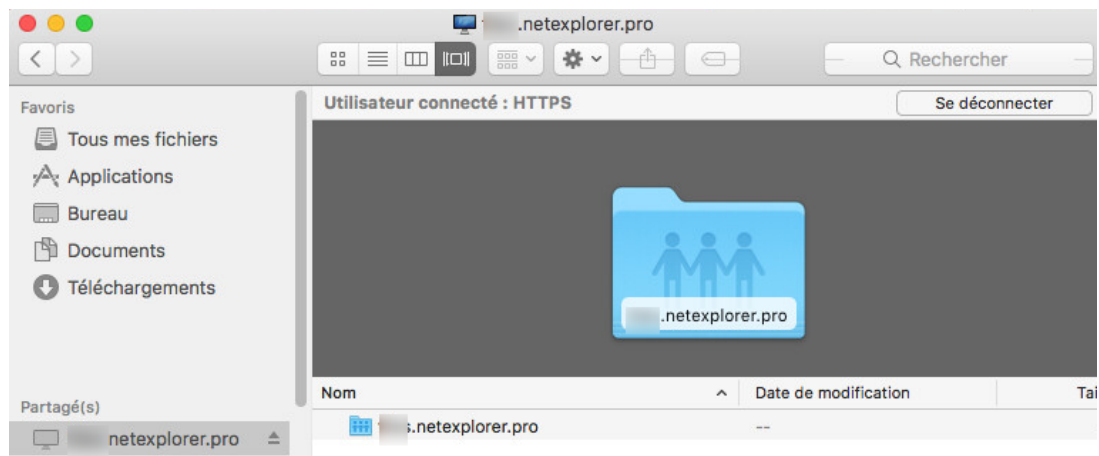 .netexplorer.pro
Rechercher
Favoris
Utilisateur connecté : HTTPS
Se déconnecter
Tous mes fichiers
Applications
Bureau
Documents
Téléchargements
.netexplorer.pro
Nom
Date de modification
Tai
Partagé(s)
s.netexplorer.pro
--
netexplorer.pro